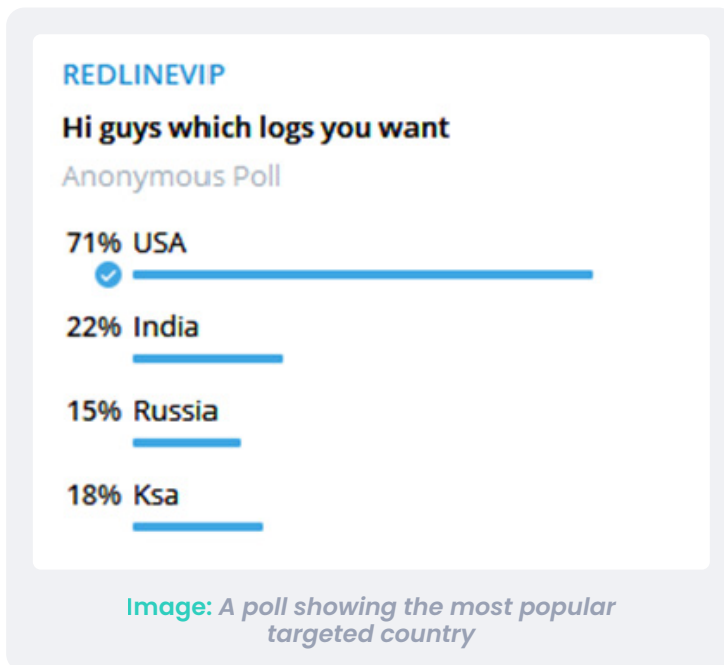 REDLINEVIP
Hi guys which logs you want
Anonymous Poll
71% USA
22% India
15% Russia
18% Ksa
Image: A poll showing the most popular
targeted country